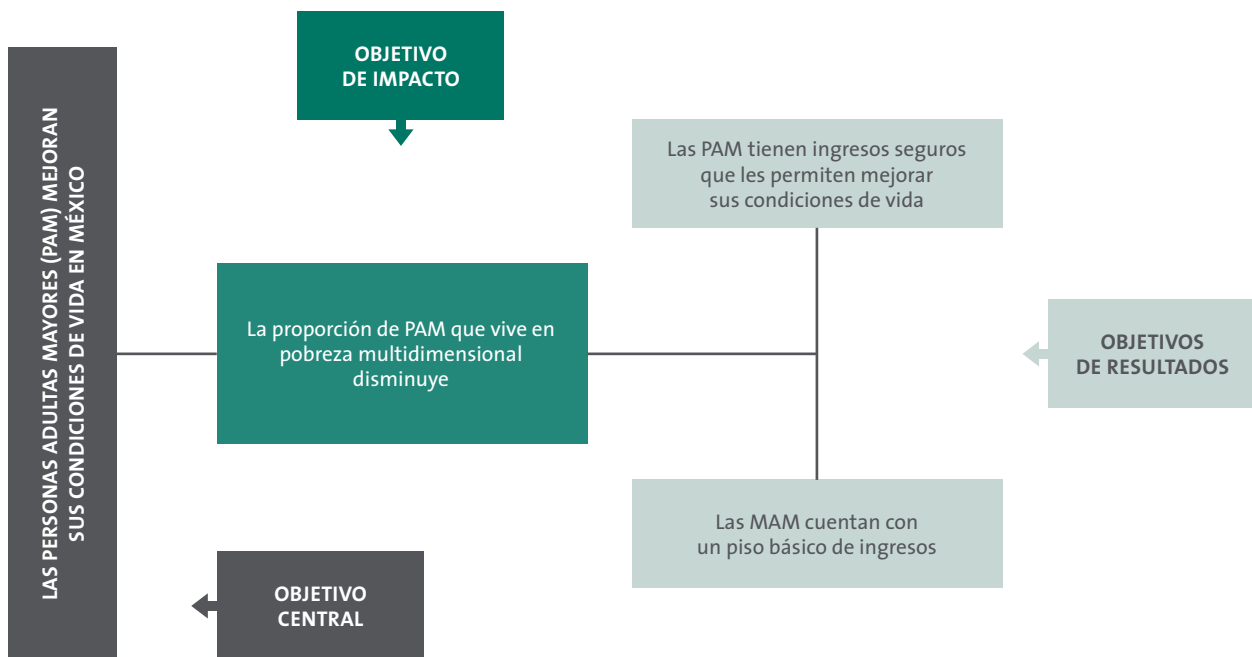 LAS PERSONAS ADULTAS MAYORES (PAM) MEJORAN
SUS CONDICIONES DE VIDA EN MÉXICO
OBJETIVO
DE IMPACTO
La proporción de PAM que vive en
pobreza multidimensional
disminuye
OBJETIVO
CENTRAL
Las PAM tienen ingresos seguros
que les permiten mejorar
sus condiciones de vida
Las MAM cuentan con
un piso básico de ingresos
OBJETIVOS
DE RESULTADOS